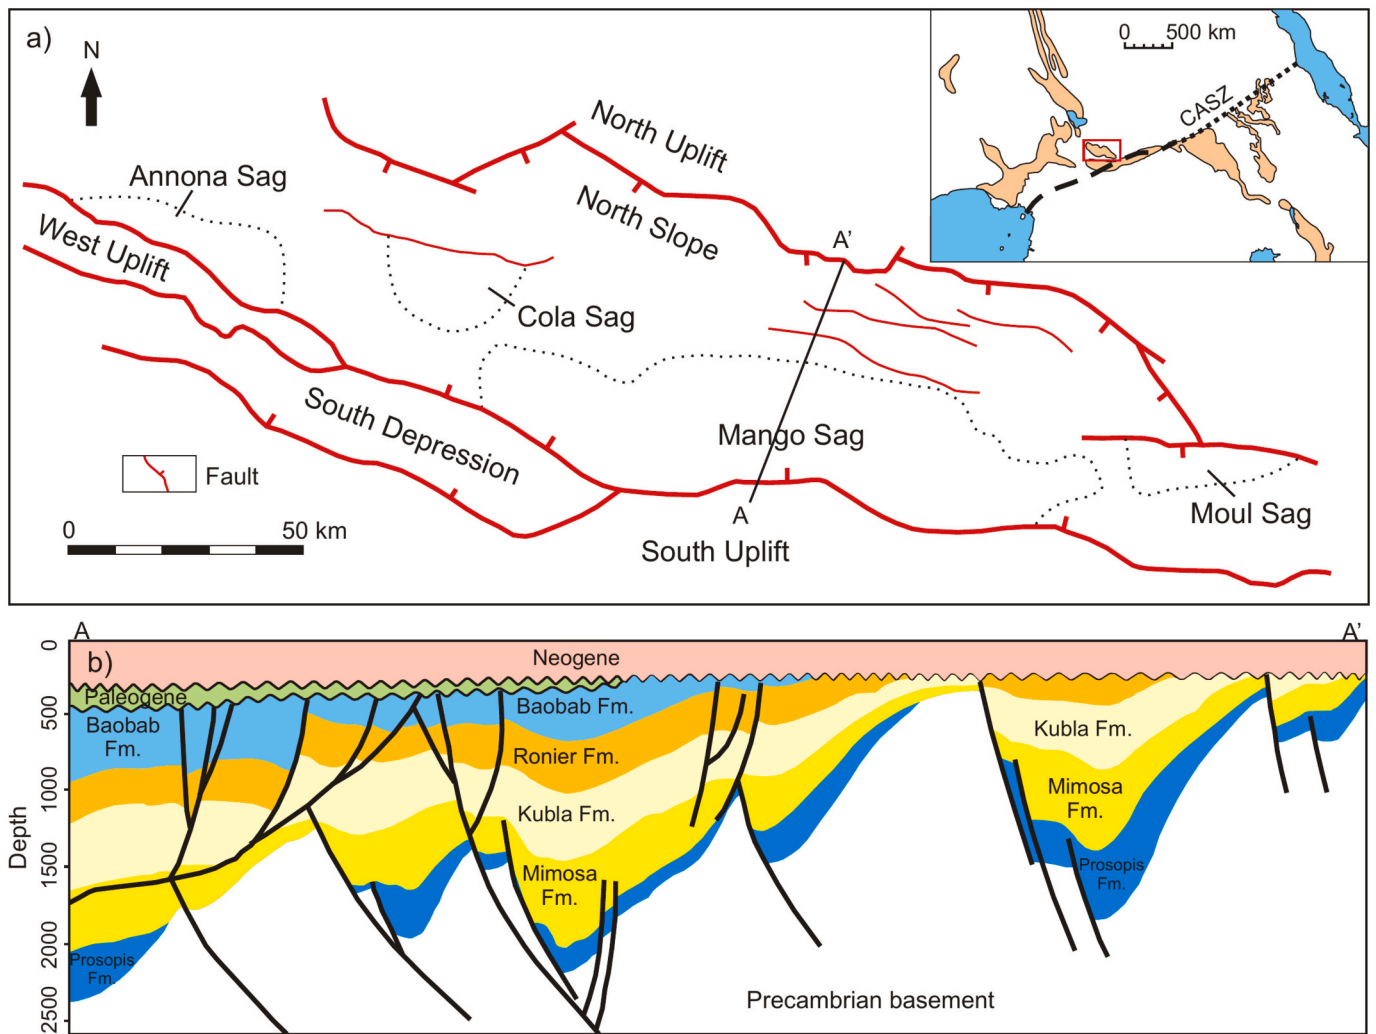 a)
N
0 500 km
CASZ
North Uplift
Annona Sag
North Slope
West Uplift
A'
Cola Sag
South Depression
Mango Sag
Fault
Moul Sag
0 50 km
A
South Uplift
A
A'
b)
0
Neogene
Paleogene
500
Baobab
Fm.
Baobab Fm.
Ronier Fm.
Kubla Fm.
1000
Mimosa
Fm.
Kubla Fm.
Depth
1500
Mimosa
Fm.
Prosopis
Fm.
2000
Prosopis
Fm.
2500
Precambrian basement